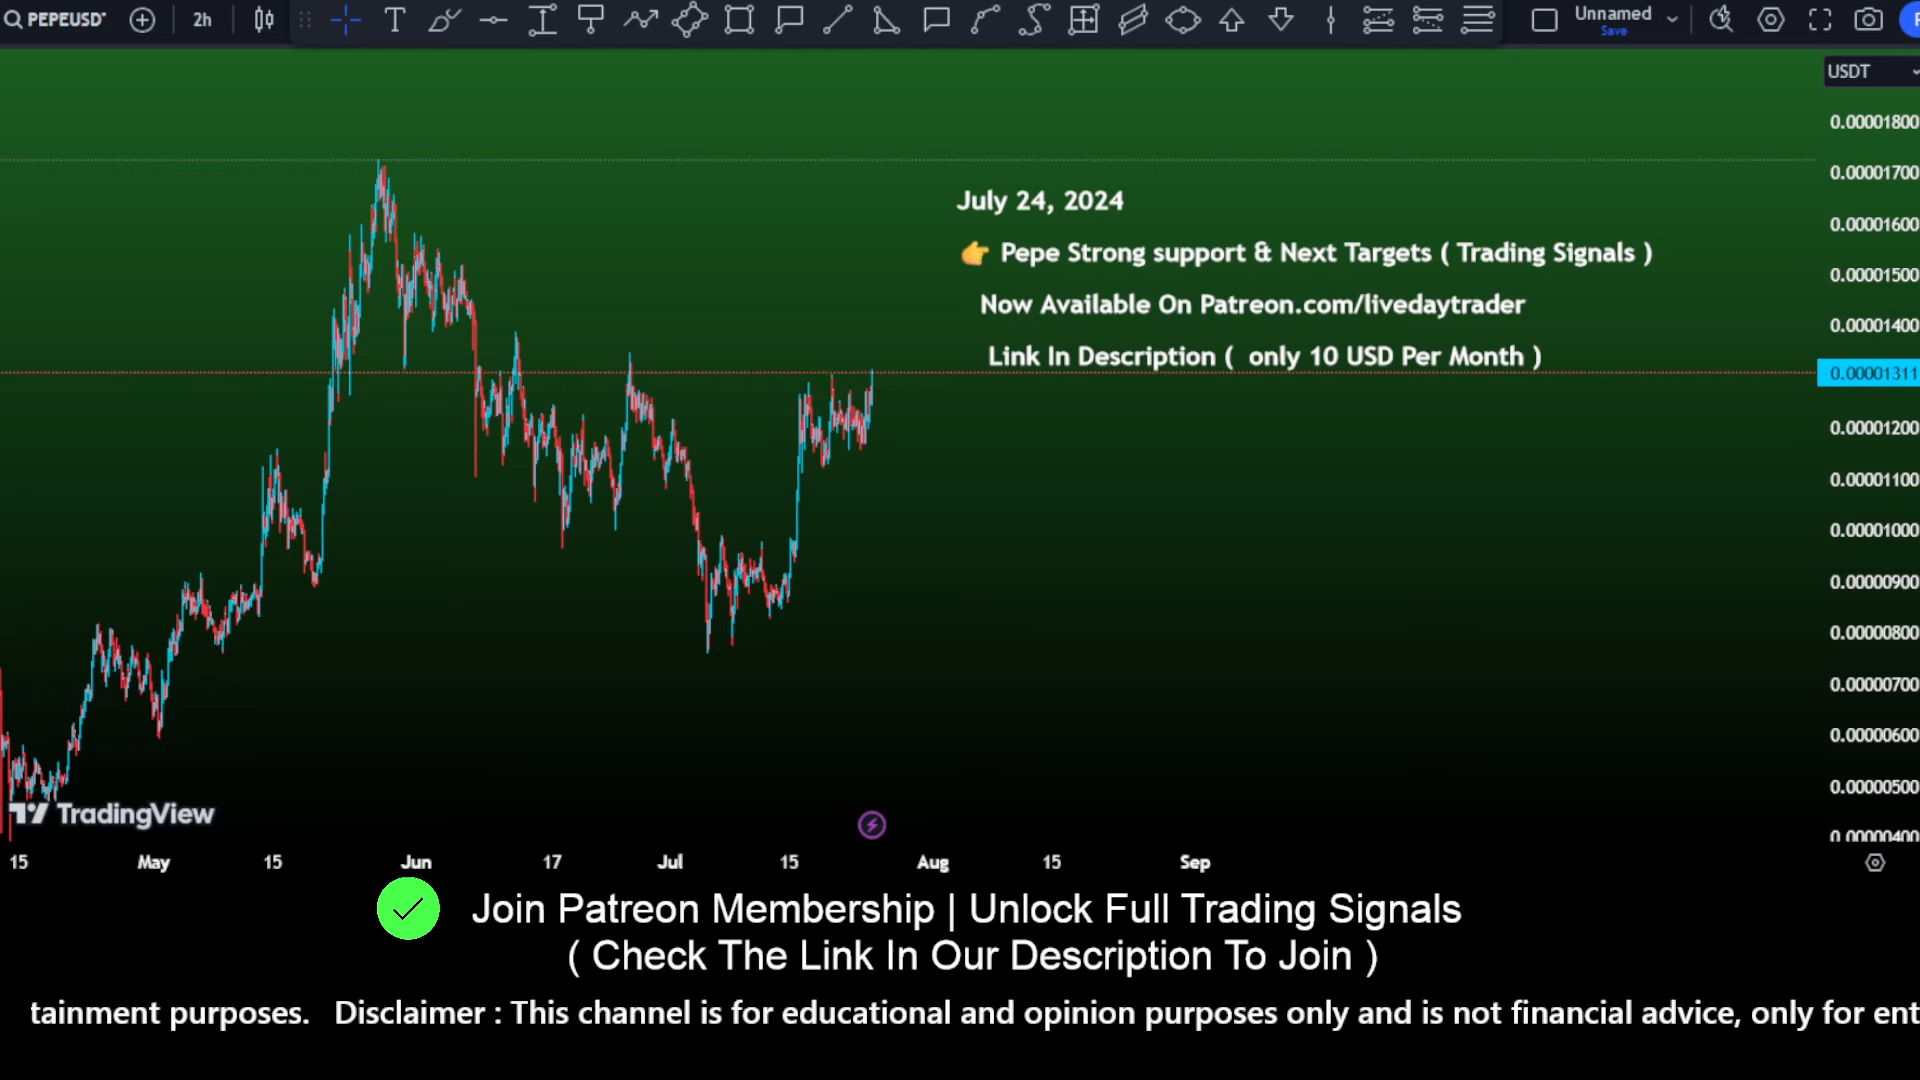 PEPEUSD
2h
T
Unnamed
Save
USDT
0.00001800
0.00001700
July 24, 2024
0.00001600
👉 Pepe Strong support & Next Targets ( Trading Signals )
0.00001500
Now Available On Patreon.com/livedaytrader
0.00001400
Link In Description ( only 10 USD Per Month )
0.00001311
0.00001200
0.00001100
0.00001000
0.00000900
0.00000800
0.00000700
0.00000600
0.00000500
TradingView
0.00000400
15 May 15 Jun 17 Jul 15 Aug 15 Sep
Join Patreon Membership | Unlock Full Trading Signals
( Check The Link In Our Description To Join )
tainment purposes. Disclaimer : This channel is for educational and opinion purposes only and is not financial advice, only for ent